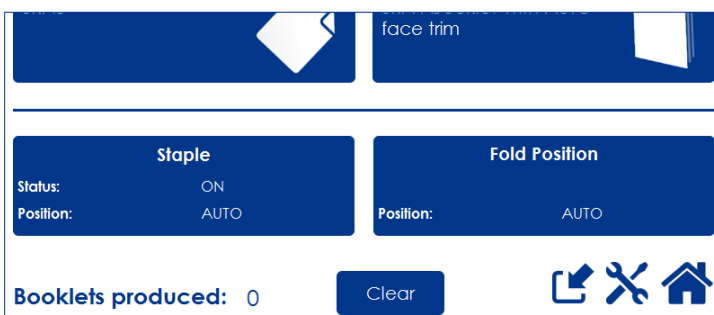 face trim
Staple
Fold Position
Status: ON
Position: AUTO
Position: AUTO
Booklets produced: 0
Clear